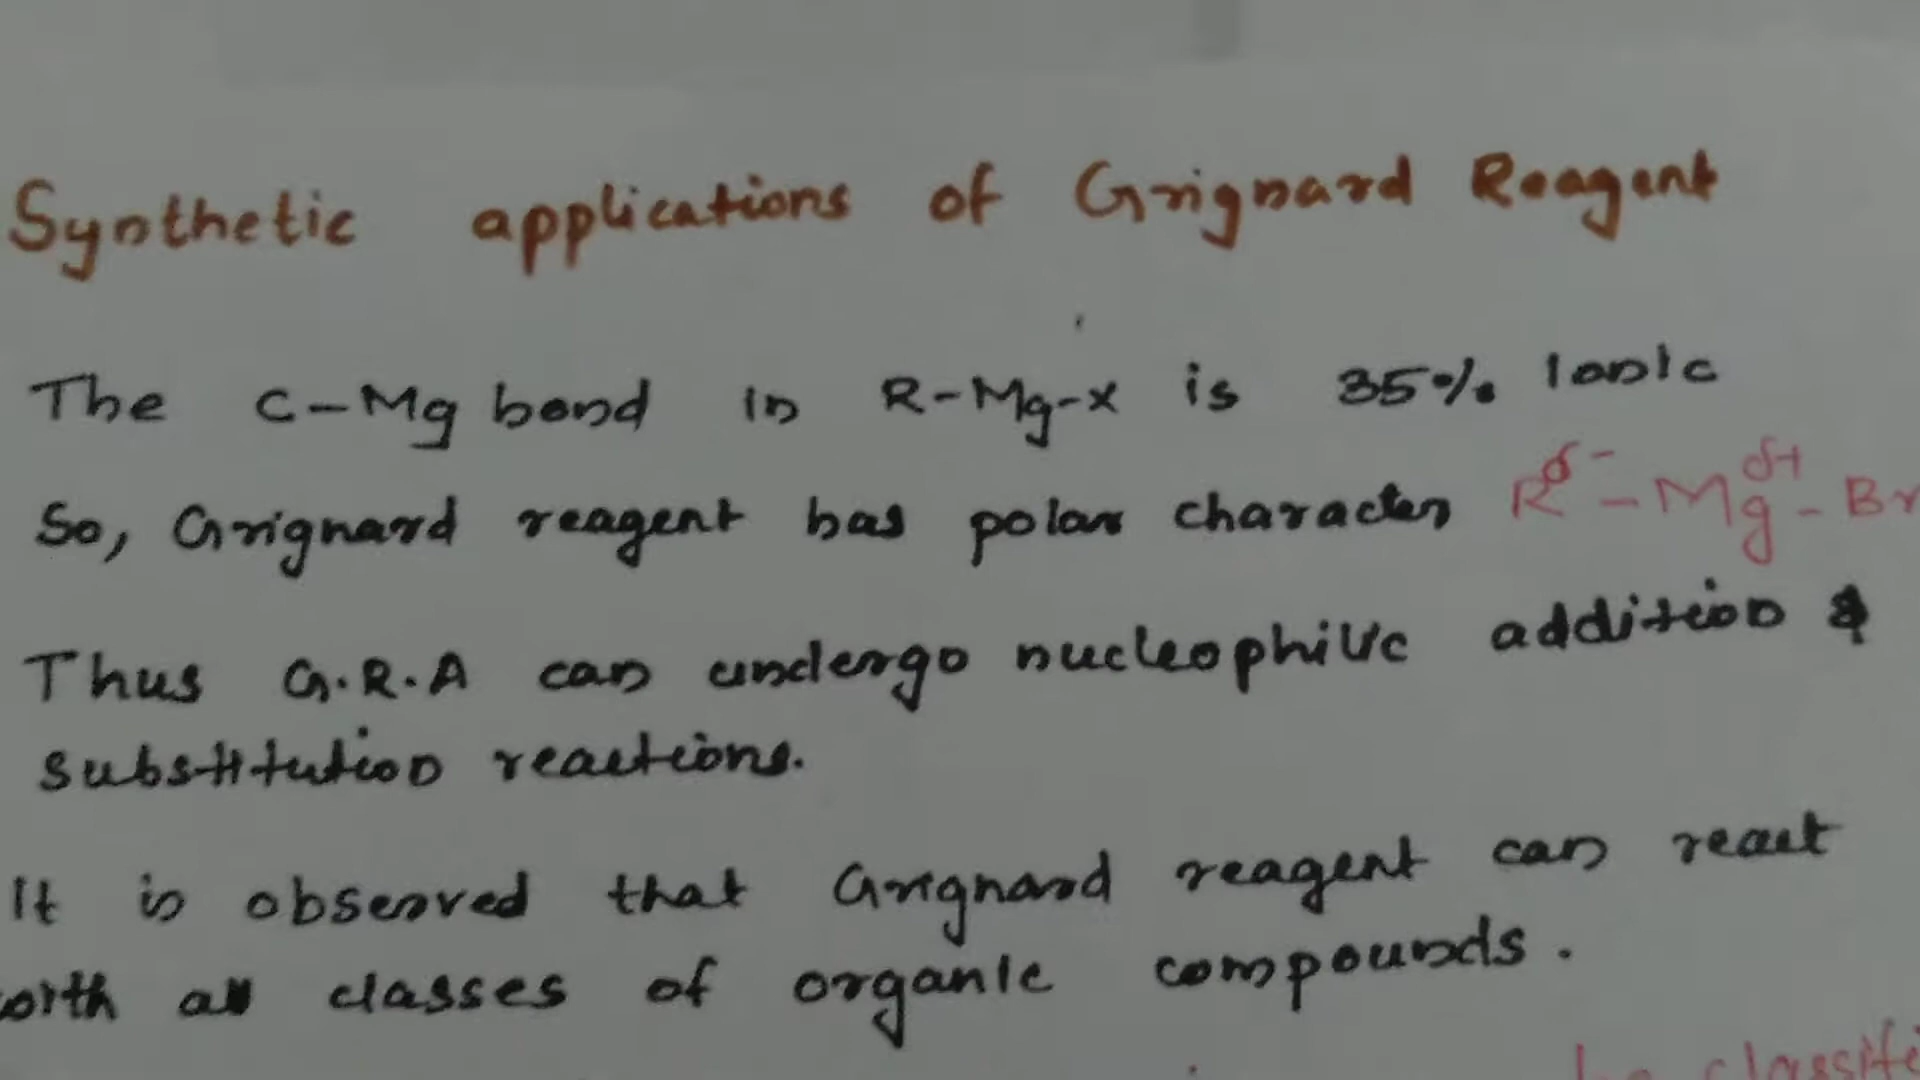 Synthetic applications of Grignard Reagent
The C-Mg bond in R-Mg-X is 35% Ionic
So, Grignard reagent has polar character Rδ- - Mgδ+ - Br
Thus G.R.A can undergo nucleophilic addition &
substitution reactions.
It is observed that Grignard reagent can react
with all classes of organic compounds.
be classifi